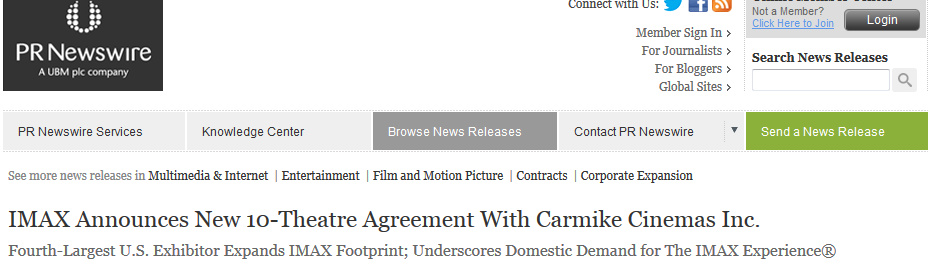 Connect with Us:
Not a Member?
Click Here to Join
Login
PR NEWSWIRE
A UBM plc company
Member Sign In >
For Journalists >
For Bloggers >
Global Sites >
Search News Releases
PR Newswire Services
Knowledge Center
Browse News Releases
Contact PR Newswire
Send a News Release
See more news releases in Multimedia & Internet | Entertainment | Film and Motion Picture | Contracts | Corporate Expansion
IMAX Announces New 10-Theatre Agreement With Carmike Cinemas Inc.
Fourth-Largest U.S. Exhibitor Expands IMAX Footprint; Underscores Domestic Demand for The IMAX Experience®